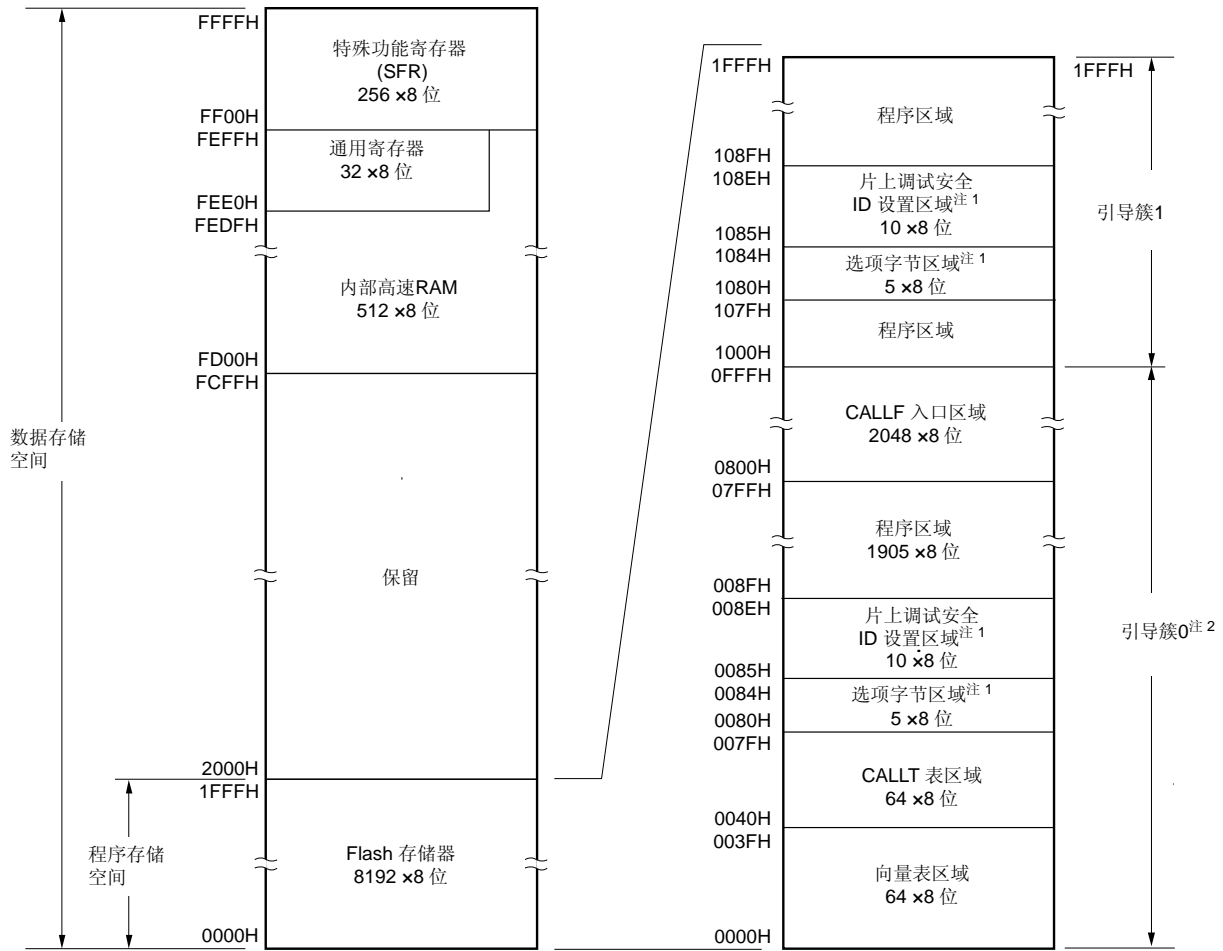 FFFFH
特殊功能寄存器
(SFR)
256 ×8 位
FF00H
FEFFH
通用寄存器
32 ×8 位
FEE0H
FEDFH
内部高速RAM
512 ×8 位
FD00H
FCFFH
数据存储
空间
保留
2000H
1FFFH
程序存储
空间
Flash 存储器
8192 ×8 位
0000H
1FFFH
1FFFH
程序区域
108FH
108EH
片上调试安全
ID 设置区域注 1
10 ×8 位
引导簇1
1085H
1084H
选项字节区域注 1
5 ×8 位
1080H
107FH
程序区域
1000H
0FFFH
CALLF 入口区域
2048 ×8 位
0800H
07FFH
程序区域
1905 ×8 位
008FH
008EH
片上调试安全
ID 设置区域注 1
10 ×8 位
引导簇0注 2
0085H
0084H
选项字节区域注 1
5 ×8 位
0080H
007FH
CALLT 表区域
64 ×8 位
0040H
003FH
向量表区域
64 ×8 位
0000H